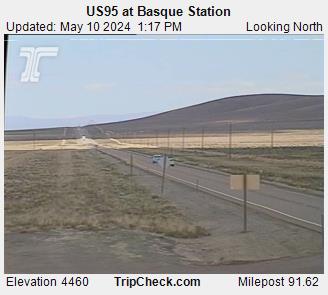 US95 at Basque Station
Updated: May 10 2024 1:17 PM Looking North
Elevation 4460 TripCheck.com Milepost 91.62